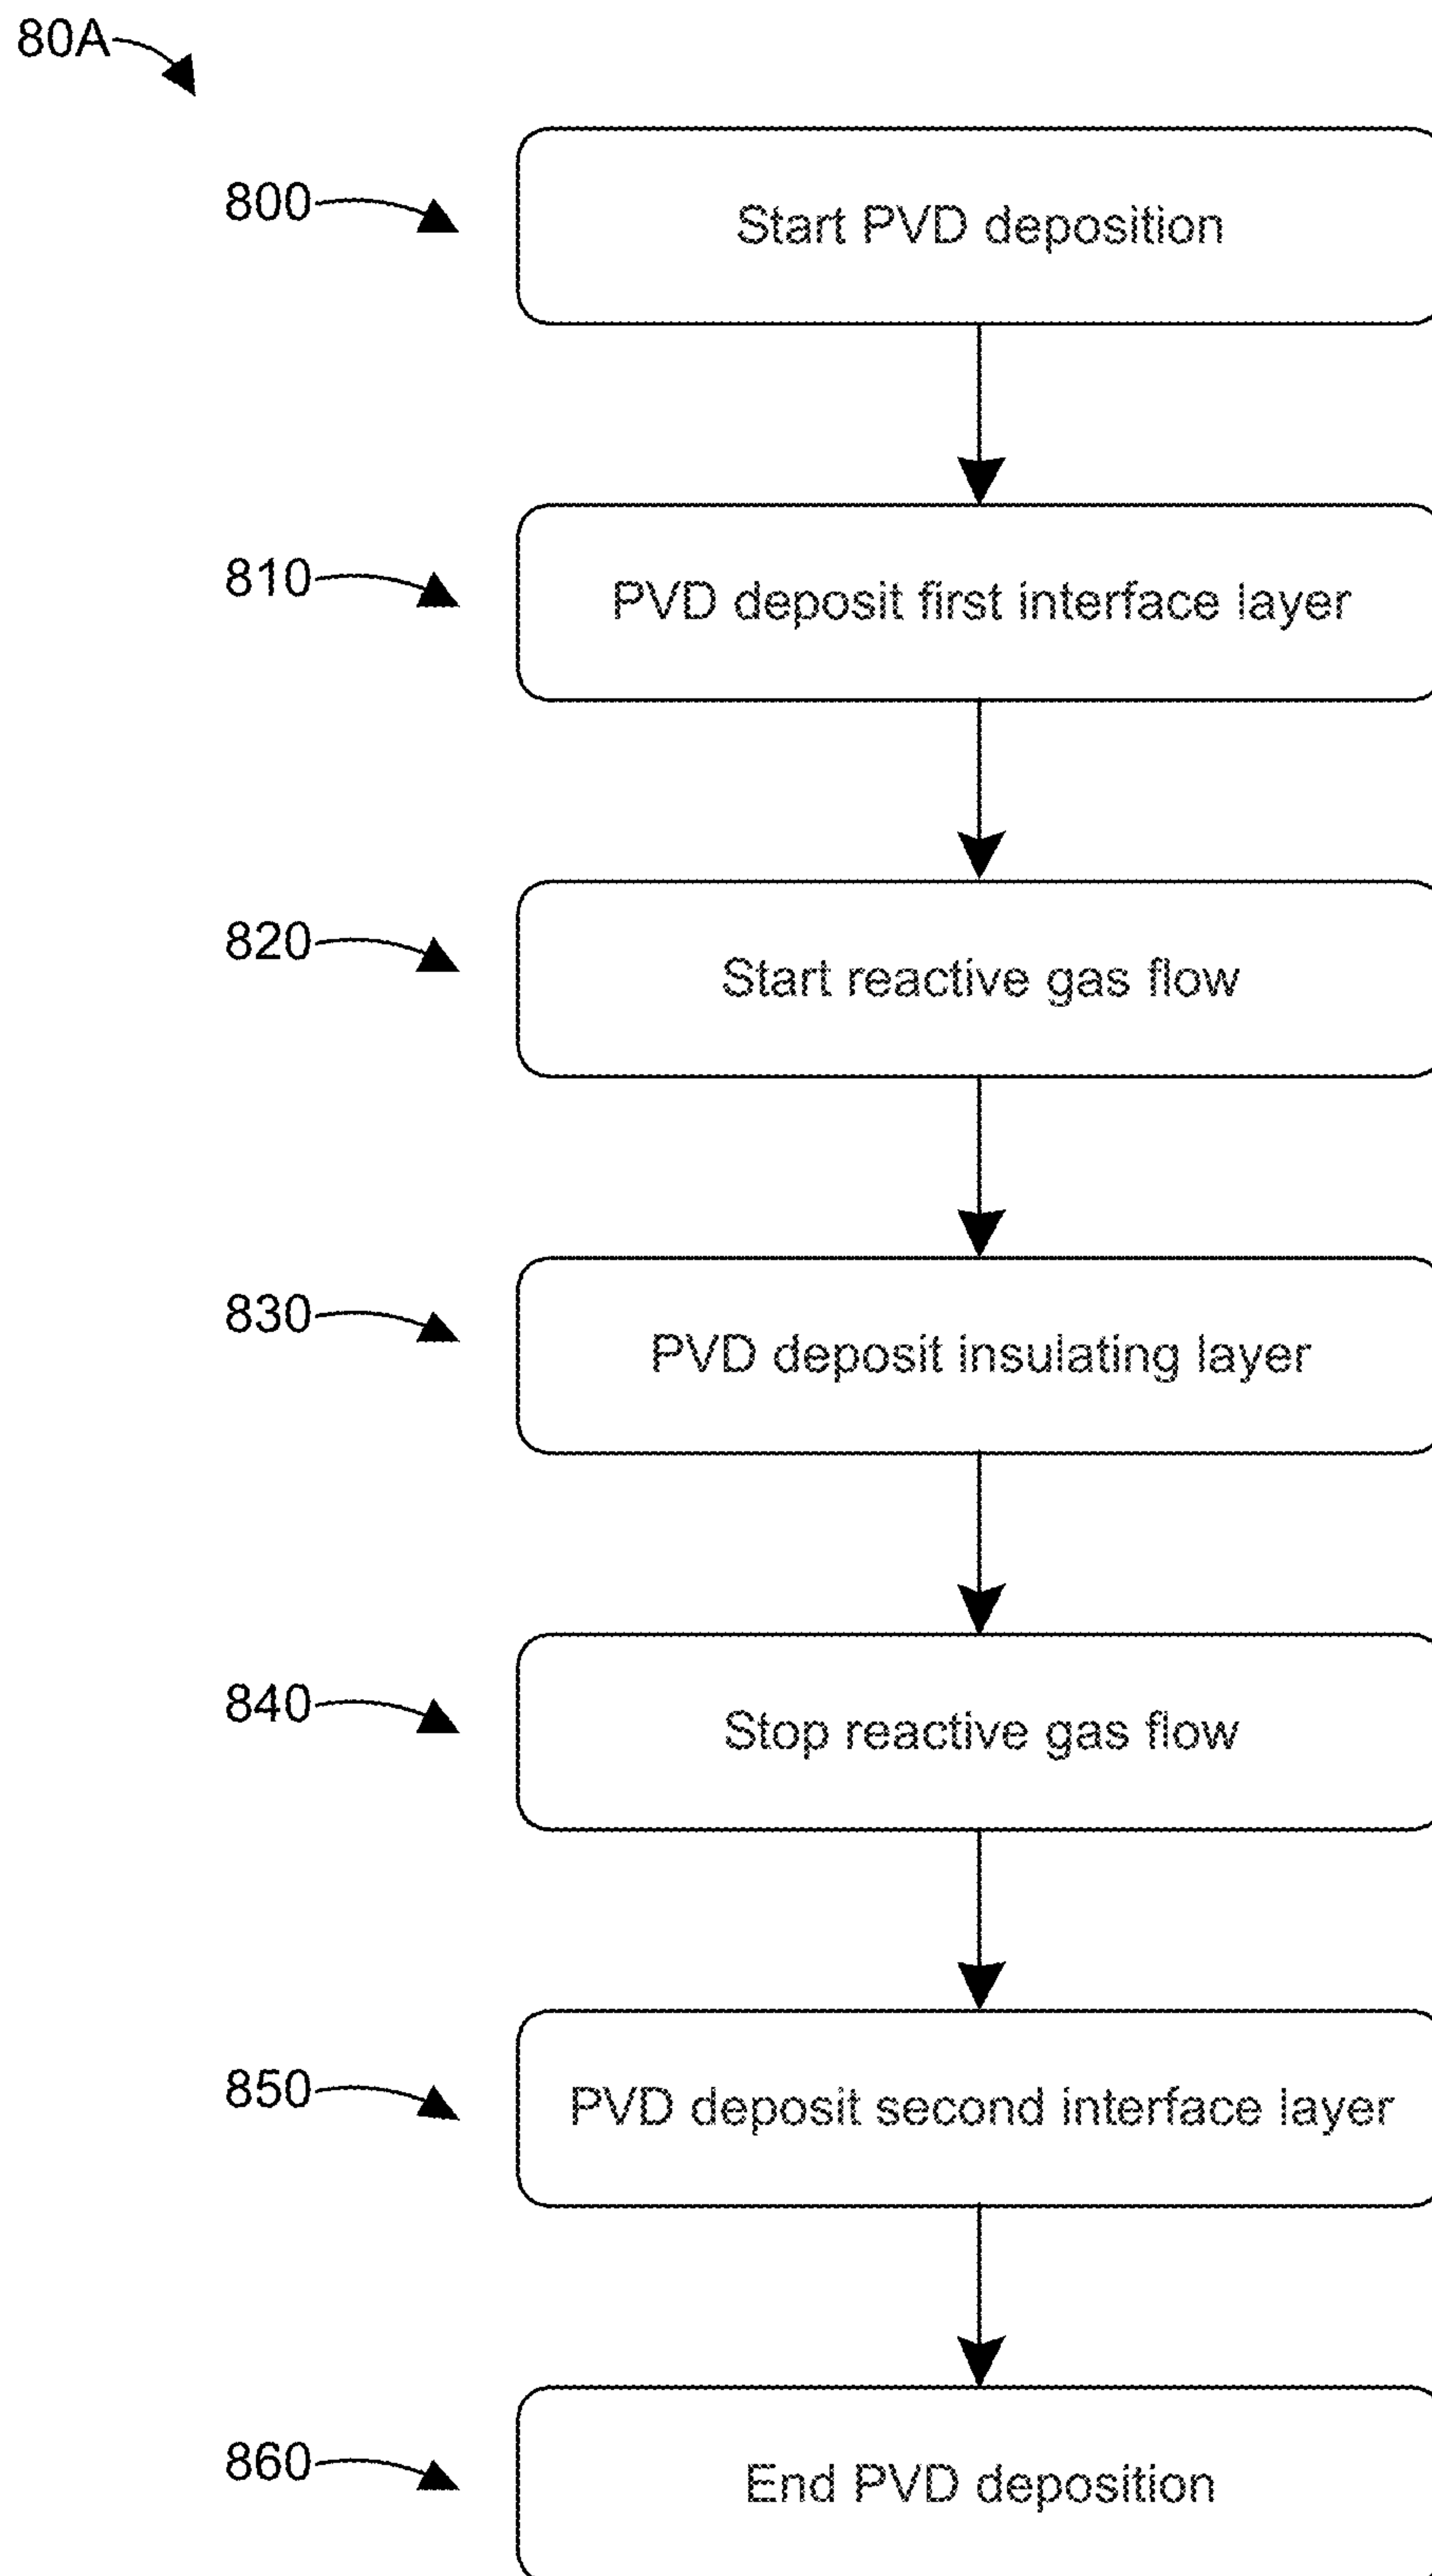 80A
800
Start PVD deposition
810
PVD deposit first interface layer
820
Start reactive gas flow
830
PVD deposit insulating layer
840
Stop reactive gas flow
850
PVD deposit second interface layer
860
End PVD deposition